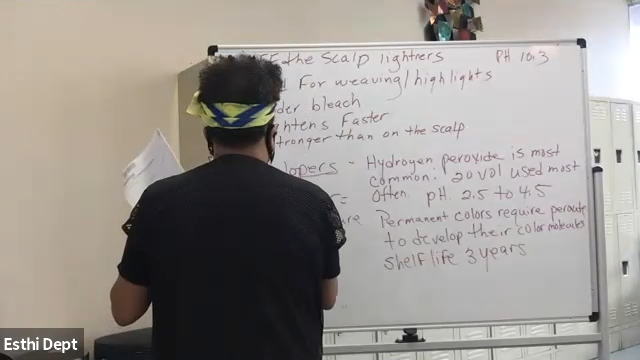 FF the scalp lightners PH 10.3
For weaving/highlights
der bleach
ghtens Faster
tronger than on the scalp
lopers - Hydrogen peroxide is most
common. 20 vol used most
Often. pH. 2.5 to 4.5
Permanent colors require peroxide
to develop their color molecules
shelf life 3 years
Esthi Dept